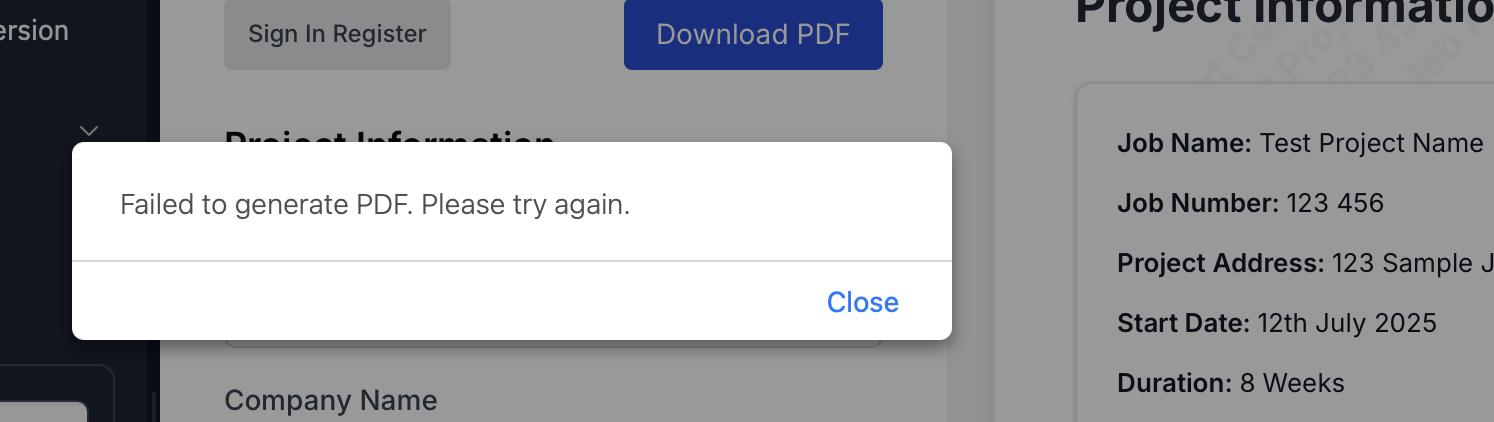 ersion
Sign In Register
Download PDF
Project Information
Failed to generate PDF. Please try again.
Close
Company Name
Project Informatio
Job Name: Test Project Name
Job Number: 123 456
Project Address: 123 Sample J
Start Date: 12th July 2025
Duration: 8 Weeks